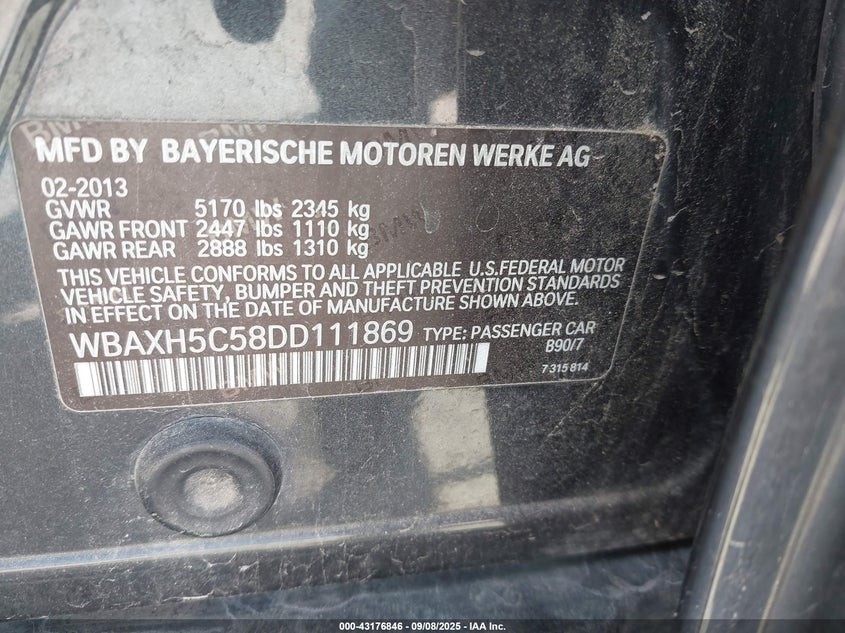 MFD BY BAYERISCHE MOTOREN WERKE AG
02-2013
GVWR 5170 lbs 2345 kg
GAWR FRONT 2447 lbs 1110 kg
GAWR REAR 2888 lbs 1310 kg
THIS VEHICLE CONFORMS TO ALL APPLICABLE U.S.FEDERAL MOTOR
VEHICLE SAFETY, BUMPER AND THEFT PREVENTION STANDARDS
IN EFFECT ON THE DATE OF MANUFACTURE SHOWN ABOVE.
WBAXH5C58DD111869 TYPE: PASSENGER CAR
B90/7
7 315 814
000-43176846 - 09/08/2025 - IAA Inc.